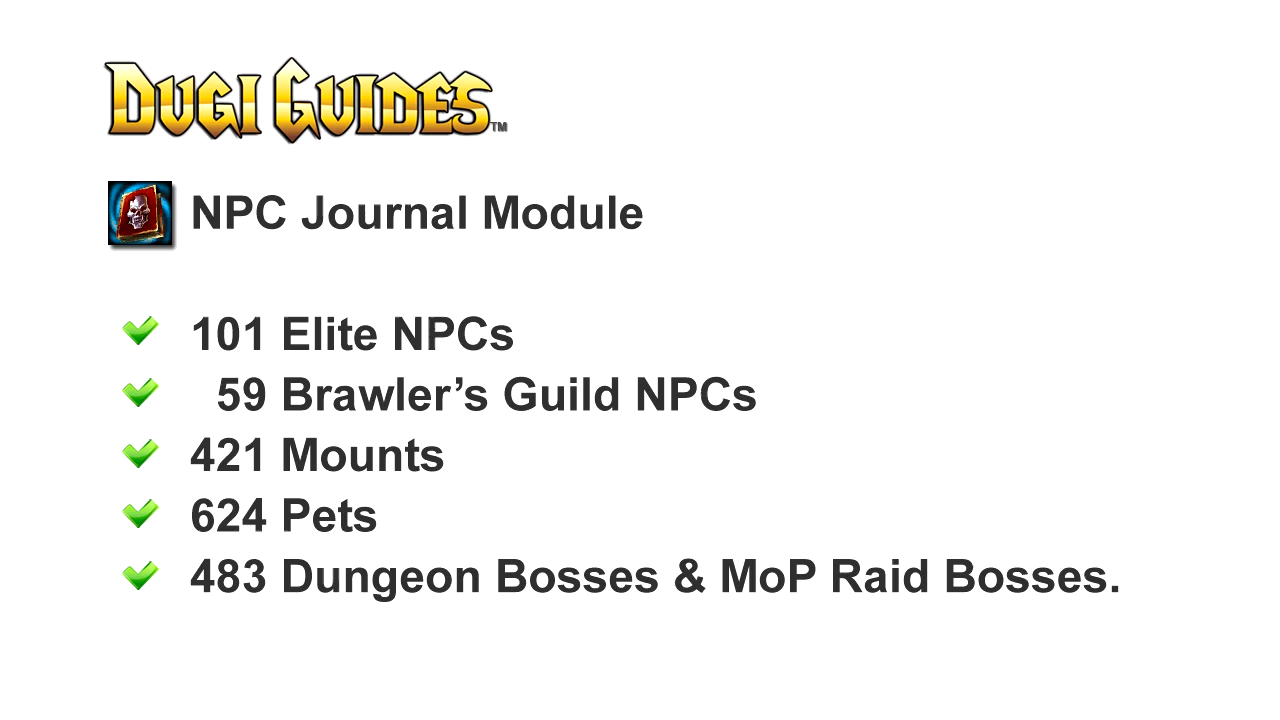 DUGI GUIDES™
NPC Journal Module
101 Elite NPCs
59 Brawler’s Guild NPCs
421 Mounts
624 Pets
483 Dungeon Bosses & MoP Raid Bosses.